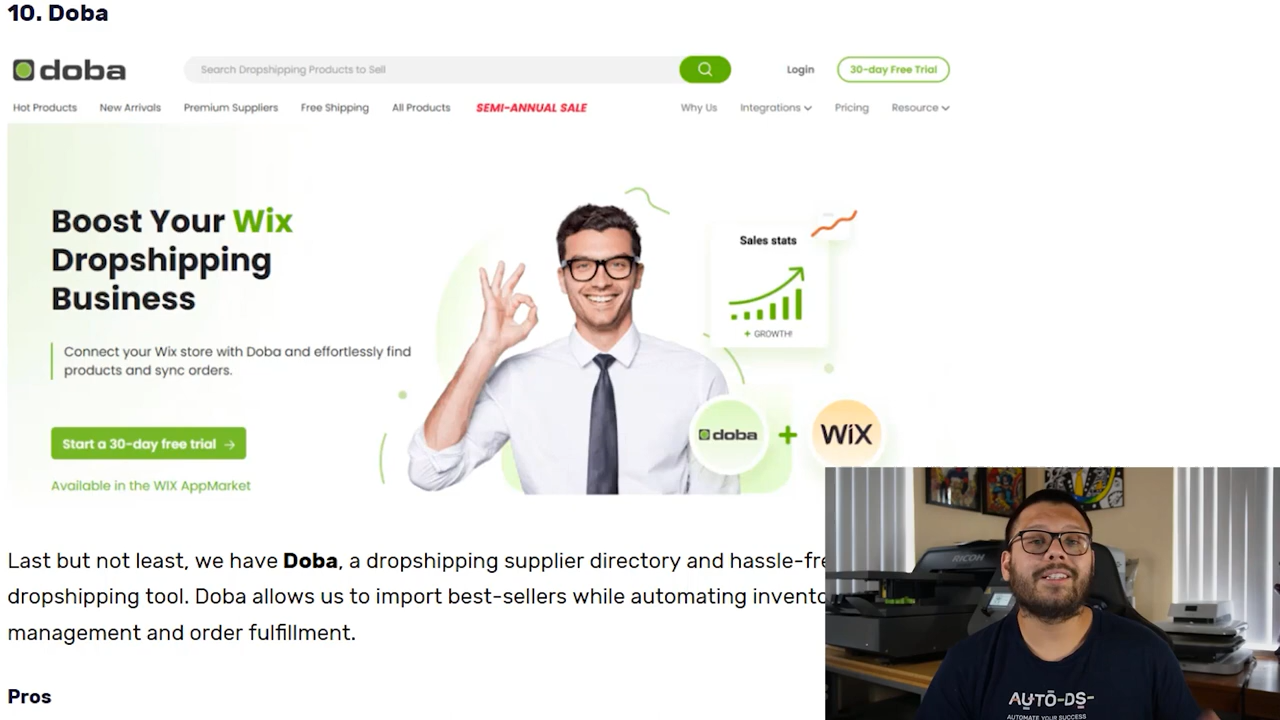 10. Doba
doba
Search Dropshipping Products to Sell
Login
30-day Free Trial
Hot Products
New Arrivals
Premium Suppliers
Free Shipping
All Products
SEMI-ANNUAL SALE
Why Us
Integrations
Pricing
Resource
Boost Your Wix
Dropshipping
Business
Connect your Wix store with Doba and effortlessly find
products and sync orders.
Start a 30-day free trial →
Available in the WIX AppMarket
Sales stats
+ GROWTH!
doba + WiX
Last but not least, we have Doba, a dropshipping supplier directory and hassle-fre
dropshipping tool. Doba allows us to import best-sellers while automating invento
management and order fulfillment.
Pros
RICOH
AUTO-DS-
AUTOMATE YOUR SUCCESS